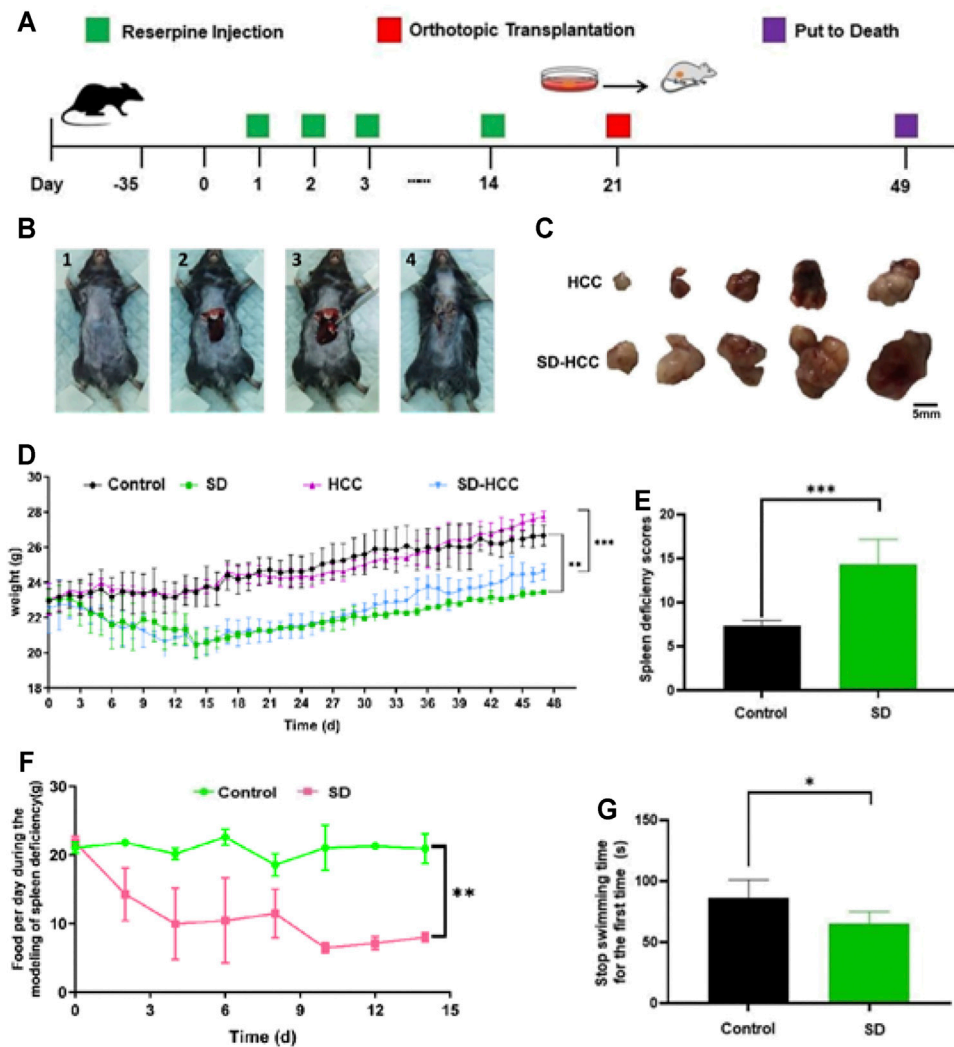 A
Reserpine Injection
Orthotopic Transplantation
Put to Death
Day -35 0 1 2 3 ...... 14 21 49
B
1 2 3 4
C
HCC
SD-HCC
5mm
D
Control SD HCC SD-HCC
weight (g)
30
28
26
24
22
20
18
0 3 6 9 12 15 18 21 24 27 30 33 36 39 42 45 48
Time (d)
**
***
E
***
Spleen deficieny scores
20
15
10
5
0
Control SD
F
Control SD
Food per day during the
modeling of spleen deficiency(g)
30
20
10
0
0 3 6 9 12 15
Time (d)
**
G
*
Stop swimming time
for the first time (s)
150
100
50
0
Control SD